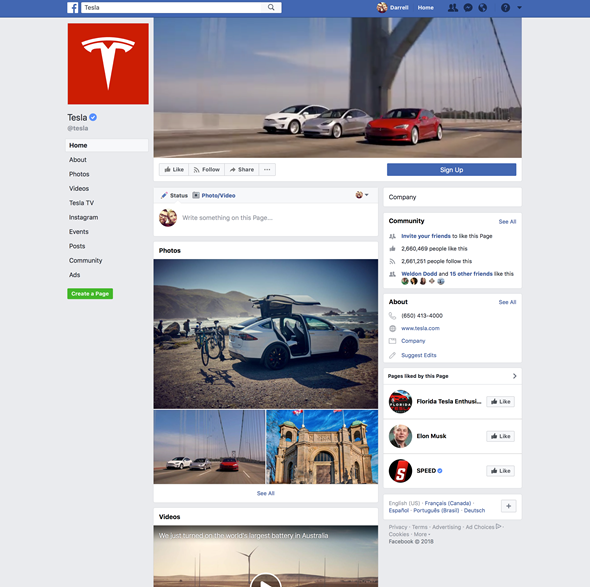 Tesla
Darrell
Home
Tesla
@tesla
Home
About
Photos
Videos
Tesla TV
Instagram
Events
Posts
Community
Ads
Create a Page
Like
Follow
Share
Sign Up
Status
Photo/Video
Write something on this Page...
Photos
See All
Videos
We just turned on the world's largest battery in Australia
Company
Community
See All
Invite your friends to like this Page
2,660,469 people like this
2,661,251 people follow this
Weldon Dodd and 15 other friends like this
About
See All
(650) 413-4000
www.tesla.com
Company
Suggest Edits
Pages liked by this Page
FLORIDA
Florida Tesla Enthusi...
Like
Elon Musk
Like
SPEED
Like
English (US) · Français (Canada) ·
Español · Português (Brasil) · Deutsch
Privacy · Terms · Advertising · Ad Choices
Cookies · More
Facebook © 2018